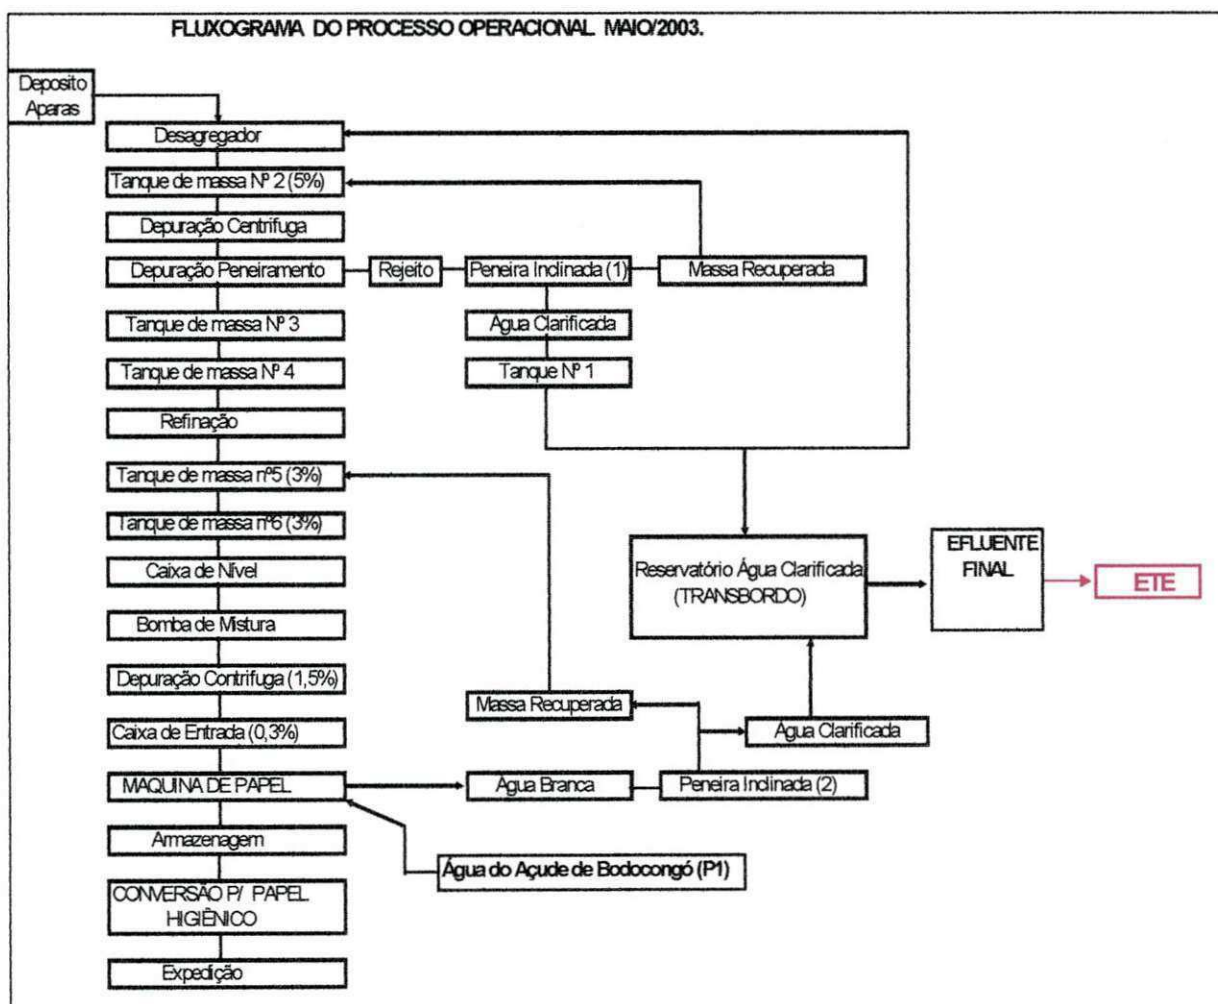 FLUXOGRAMA DO PROCESSO OPERACIONAL MAIO/2003.
Deposito
Aparas
Desagregador
Tanque de massa Nº 2 (5%)
Depuração Centrifuga
Depuração Peneiramento
Rejeito
Peneira Inclinada (1)
Massa Recuperada
Tanque de massa Nº 3
Água Clarificada
Tanque de massa Nº 4
Tanque Nº 1
Refinação
Tanque de massa nº5 (3%)
Tanque de massa nº6 (3%)
Caixa de Nível
Reservatório Água Clarificada
(TRANSBORDO)
EFLUENTE
FINAL
ETE
Bomba de Mistura
Depuração Contrifuga (1,5%)
Massa Recuperada
Caixa de Entrada (0,3%)
Água Clarificada
MAQUINA DE PAPEL
Água Branca
Peneira Inclinada (2)
Armazenagem
Água do Açude de Bodocongó (P1)
CONVERSÃO P/ PAPEL
HIGIÊNICO
Expedição